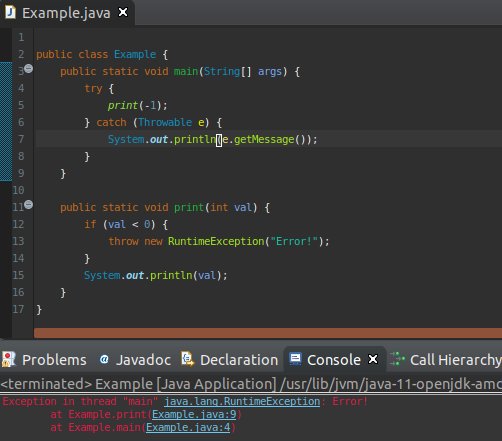 Example.java
1
2 public class Example {
3 public static void main(String[] args) {
4 try {
5 print(-1);
6 } catch (Throwable e) {
7 System.out.println(e.getMessage());
8 }
9 }
10
11 public static void print(int val) {
12 if (val < 0) {
13 throw new RuntimeException("Error!");
14 }
15 System.out.println(val);
16 }
17 }
Problems @ Javadoc Declaration Console Call Hierarchy
<terminated> Example [Java Application] /usr/lib/jvm/java-11-openjdk-amd
Exception in thread "main" java.lang.RuntimeException: Error!
at Example.print(Example.java:9)
at Example.main(Example.java:4)